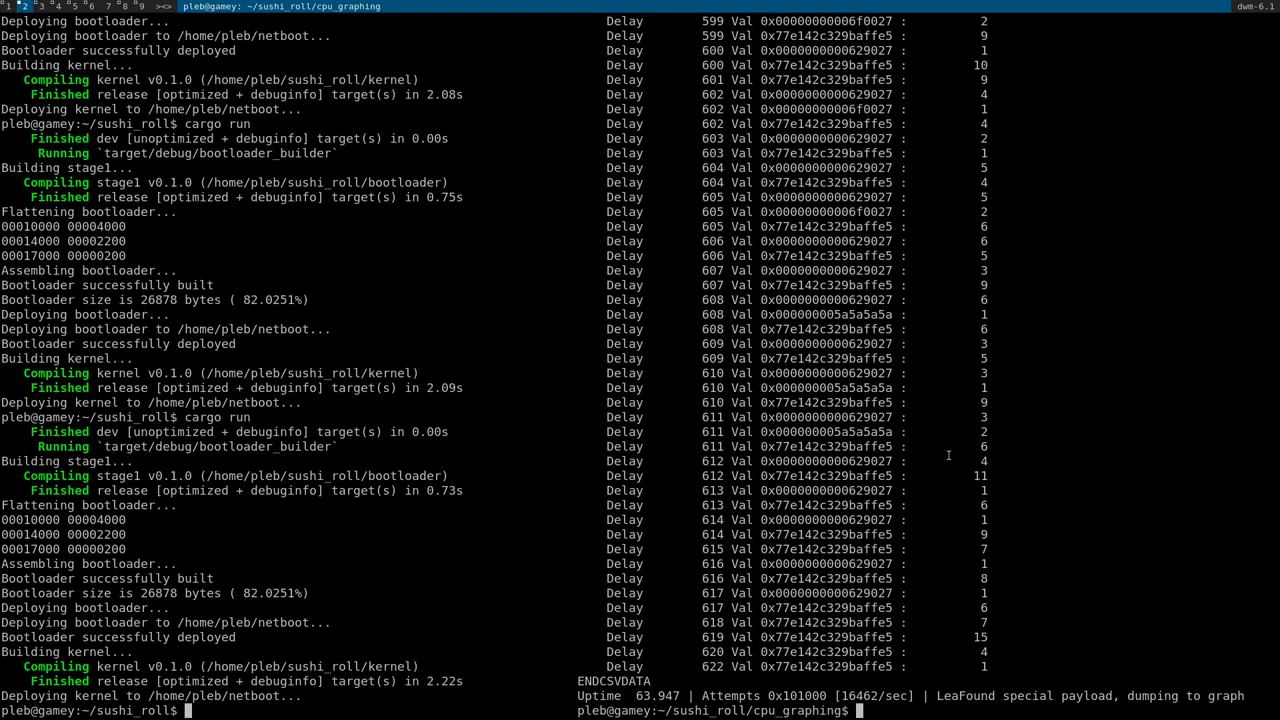 1 2 3 4 5 6 7 8 9 ><> pleb@gamey: ~/sushi_roll/cpu_graphing dwm-6.1
Deploying bootloader...
Deploying bootloader to /home/pleb/netboot...
Bootloader successfully deployed
Building kernel...
Compiling kernel v0.1.0 (/home/pleb/sushi_roll/kernel)
Finished release [optimized + debuginfo] target(s) in 2.08s
Deploying kernel to /home/pleb/netboot...
pleb@gamey:~/sushi_roll$ cargo run
Finished dev [unoptimized + debuginfo] target(s) in 0.00s
Running `target/debug/bootloader_builder`
Building stage1...
Compiling stage1 v0.1.0 (/home/pleb/sushi_roll/bootloader)
Finished release [optimized + debuginfo] target(s) in 0.75s
Flattening bootloader...
00010000 00004000
00014000 00002200
00017000 00000200
Assembling bootloader...
Bootloader successfully built
Bootloader size is 26878 bytes ( 82.0251%)
Deploying bootloader...
Deploying bootloader to /home/pleb/netboot...
Bootloader successfully deployed
Building kernel...
Compiling kernel v0.1.0 (/home/pleb/sushi_roll/kernel)
Finished release [optimized + debuginfo] target(s) in 2.09s
Deploying kernel to /home/pleb/netboot...
pleb@gamey:~/sushi_roll$ cargo run
Finished dev [unoptimized + debuginfo] target(s) in 0.00s
Running `target/debug/bootloader_builder`
Building stage1...
Compiling stage1 v0.1.0 (/home/pleb/sushi_roll/bootloader)
Finished release [optimized + debuginfo] target(s) in 0.73s
Flattening bootloader...
00010000 00004000
00014000 00002200
00017000 00000200
Assembling bootloader...
Bootloader successfully built
Bootloader size is 26878 bytes ( 82.0251%)
Deploying bootloader...
Deploying bootloader to /home/pleb/netboot...
Bootloader successfully deployed
Building kernel...
Compiling kernel v0.1.0 (/home/pleb/sushi_roll/kernel)
Finished release [optimized + debuginfo] target(s) in 2.22s
Deploying kernel to /home/pleb/netboot...
pleb@gamey:~/sushi_roll$
Delay 599 Val 0x00000000006f0027 : 2
Delay 599 Val 0x77e142c329baffe5 : 9
Delay 600 Val 0x0000000000629027 : 1
Delay 600 Val 0x77e142c329baffe5 : 10
Delay 601 Val 0x77e142c329baffe5 : 9
Delay 602 Val 0x0000000000629027 : 4
Delay 602 Val 0x00000000006f0027 : 1
Delay 602 Val 0x77e142c329baffe5 : 4
Delay 603 Val 0x0000000000629027 : 2
Delay 603 Val 0x77e142c329baffe5 : 1
Delay 604 Val 0x0000000000629027 : 5
Delay 604 Val 0x77e142c329baffe5 : 4
Delay 605 Val 0x0000000000629027 : 5
Delay 605 Val 0x00000000006f0027 : 2
Delay 605 Val 0x77e142c329baffe5 : 6
Delay 606 Val 0x0000000000629027 : 6
Delay 606 Val 0x77e142c329baffe5 : 5
Delay 607 Val 0x0000000000629027 : 3
Delay 607 Val 0x77e142c329baffe5 : 9
Delay 608 Val 0x0000000000629027 : 6
Delay 608 Val 0x000000005a5a5a5a : 1
Delay 608 Val 0x77e142c329baffe5 : 6
Delay 609 Val 0x0000000000629027 : 3
Delay 609 Val 0x77e142c329baffe5 : 5
Delay 610 Val 0x0000000000629027 : 3
Delay 610 Val 0x000000005a5a5a5a : 1
Delay 610 Val 0x77e142c329baffe5 : 9
Delay 611 Val 0x0000000000629027 : 3
Delay 611 Val 0x000000005a5a5a5a : 2
Delay 611 Val 0x77e142c329baffe5 : 6
Delay 612 Val 0x0000000000629027 : 4
Delay 612 Val 0x77e142c329baffe5 : 11
Delay 613 Val 0x0000000000629027 : 1
Delay 613 Val 0x77e142c329baffe5 : 6
Delay 614 Val 0x0000000000629027 : 1
Delay 614 Val 0x77e142c329baffe5 : 9
Delay 615 Val 0x77e142c329baffe5 : 7
Delay 616 Val 0x0000000000629027 : 1
Delay 616 Val 0x77e142c329baffe5 : 8
Delay 617 Val 0x0000000000629027 : 1
Delay 617 Val 0x77e142c329baffe5 : 6
Delay 618 Val 0x77e142c329baffe5 : 7
Delay 619 Val 0x77e142c329baffe5 : 15
Delay 620 Val 0x77e142c329baffe5 : 4
Delay 622 Val 0x77e142c329baffe5 : 1
ENDCSVDATA
Uptime 63.947 | Attempts 0x101000 [16462/sec] | LeaFound special payload, dumping to graph
pleb@gamey:~/sushi_roll/cpu_graphing$